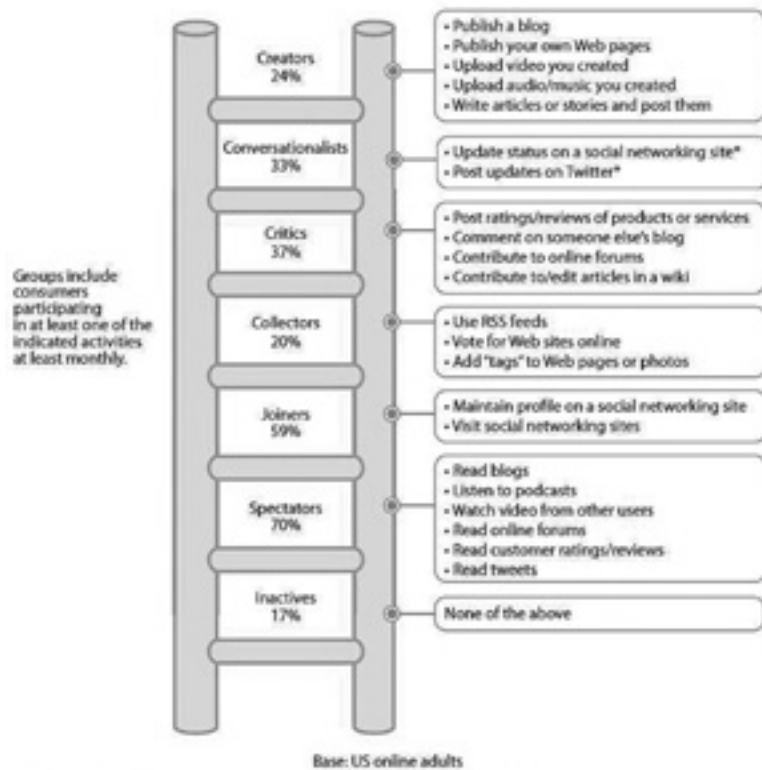 Creators
24%
• Publish a blog
• Publish your own Web pages
• Upload video you created
• Upload audio/music you created
• Write articles or stories and post them
Conversationalists
33%
• Update status on a social networking site*
• Post updates on Twitter*
Critics
37%
• Post ratings/reviews of products or services
• Comment on someone else's blog
• Contribute to online forums
• Contribute to/edit articles in a wiki
Groups include
consumers
participating
in at least one of the
indicated activities
at least monthly.
Collectors
20%
• Use RSS feeds
• Vote for Web sites online
• Add "tags" to Web pages or photos
Joiners
59%
• Maintain profile on a social networking site
• Visit social networking sites
Spectators
70%
• Read blogs
• Listen to podcasts
• Watch video from other users
• Read online forums
• Read customer ratings/reviews
• Read tweets
Inactives
17%
None of the above
Base: US online adults